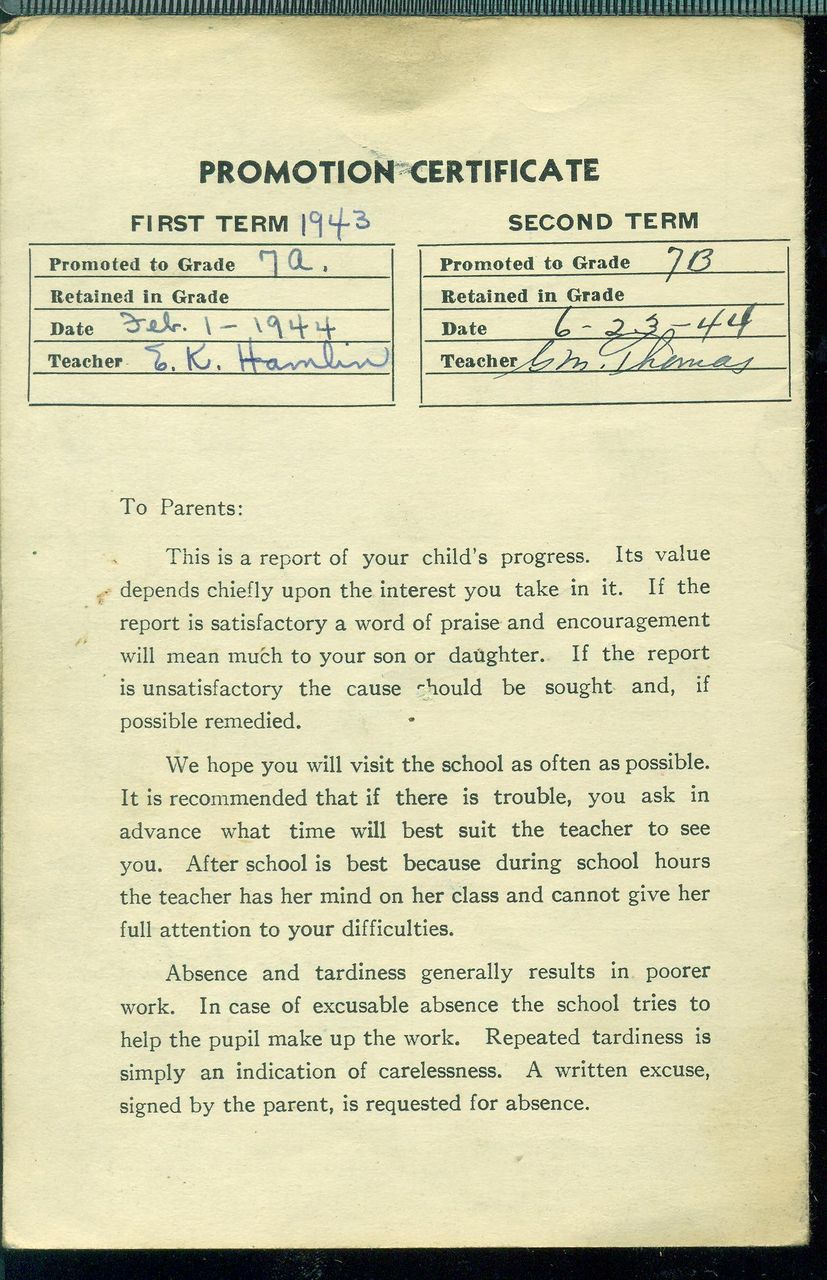 PROMOTION CERTIFICATE
FIRST TERM 1943
Promoted to Grade 7A.
Retained in Grade
Date Feb. 1 - 1944
Teacher E. K. Hamlin
SECOND TERM
Promoted to Grade 7B
Retained in Grade
Date 6-23-44
Teacher G M. Thomas
To Parents:
This is a report of your child's progress. Its value
depends chiefly upon the interest you take in it. If the
report is satisfactory a word of praise and encouragement
will mean much to your son or daughter. If the report
is unsatisfactory the cause should be sought and, if
possible remedied.
We hope you will visit the school as often as possible.
It is recommended that if there is trouble, you ask in
advance what time will best suit the teacher to see
you. After school is best because during school hours
the teacher has her mind on her class and cannot give her
full attention to your difficulties.
Absence and tardiness generally results in poorer
work. In case of excusable absence the school tries to
help the pupil make up the work. Repeated tardiness is
simply an indication of carelessness. A written excuse,
signed by the parent, is requested for absence.